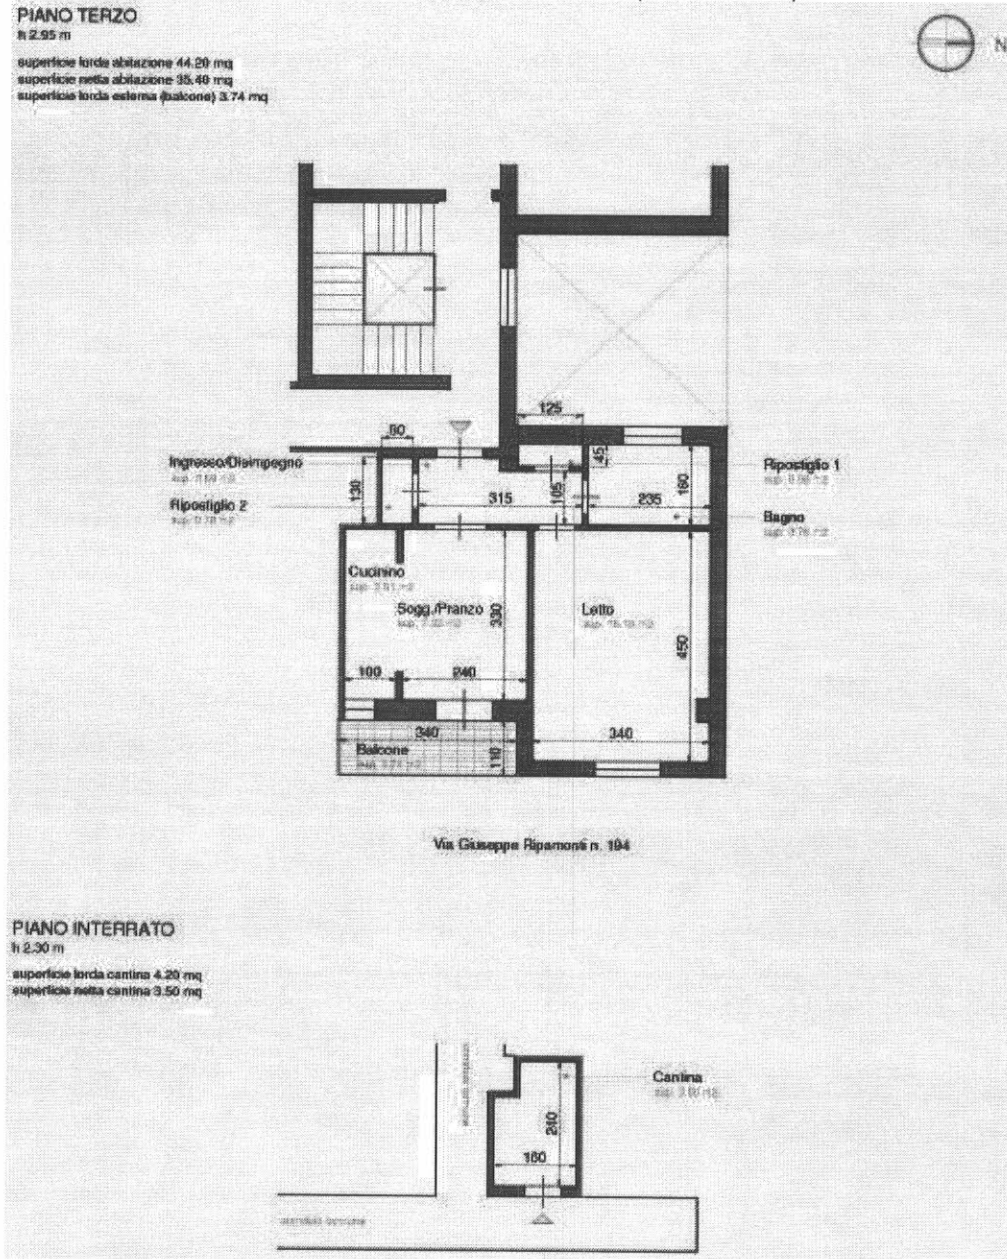 PIANO TERZO
h 2.95 m
superficie lorda abitazione 44.20 mq
superficie netta abitazione 35.40 mq
superficie lorda esterna (balcone) 3.74 mq
N
125
80
45
Ingresso/Disimpegno
Ripostiglio 1
130
315
105
235
160
Ripostiglio 2
Bagno
Cucinino
Sogg./Pranzo
330
Letto
450
100
240
340
340
Balcone
110
Via Giuseppe Ripamonti n. 194
PIANO INTERRATO
h 2.30 m
superficie lorda cantina 4.20 mq
superficie netta cantina 3.50 mq
Cantina
240
160